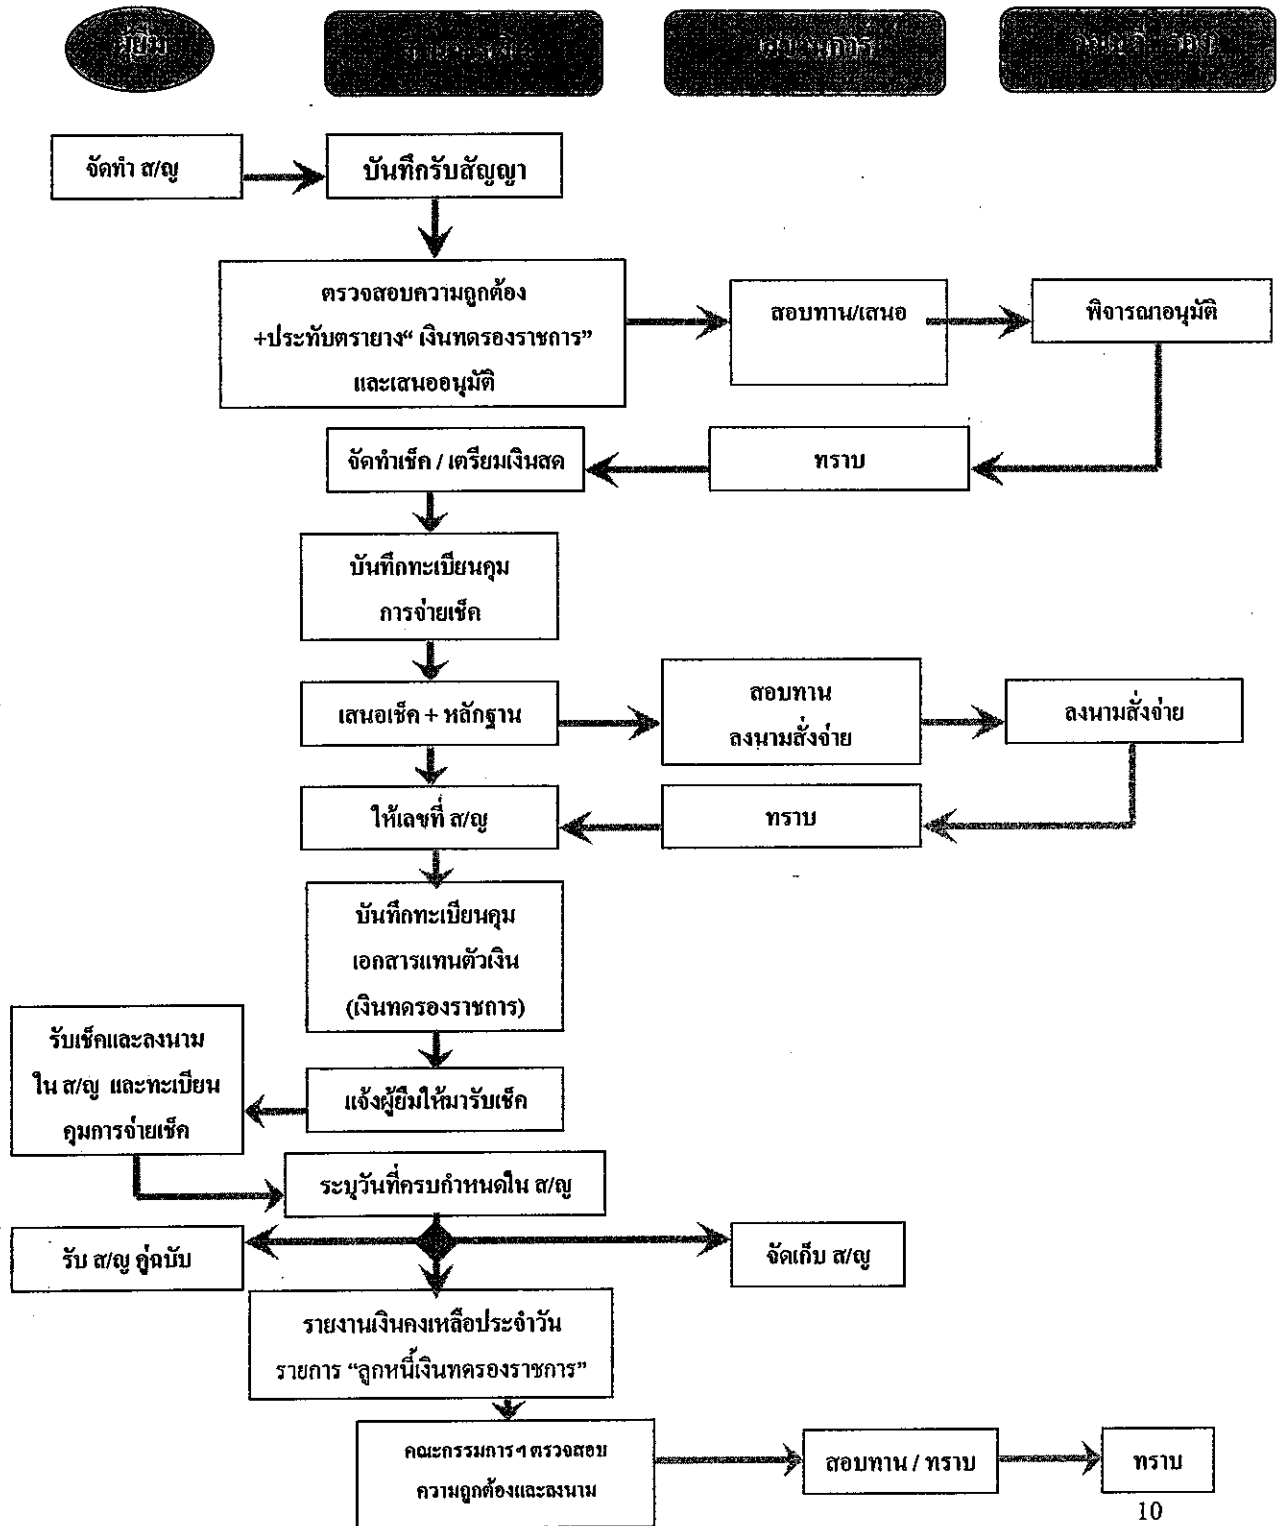 ผู้ยืม
จัดทำ ส/ญ
บันทึกรับสัญญา
ตรวจสอบความถูกต้อง
+ประทับตรายาง“ เงินทดรองราชการ”
และเสนออนุมัติ
สอบทาน/เสนอ
พิจารณาอนุมัติ
จัดทำเช็ค / เตรียมเงินสด
ทราบ
บันทึกทะเบียนคุม
การจ่ายเช็ค
เสนอเช็ค + หลักฐาน
สอบทาน
ลงนามสั่งจ่าย
ลงนามสั่งจ่าย
ให้เลขที่ ส/ญ
ทราบ
บันทึกทะเบียนคุม
เอกสารแทนตัวเงิน
(เงินทดรองราชการ)
รับเช็คและลงนาม
ใน ส/ญ และทะเบียน
คุมการจ่ายเช็ค
แจ้งผู้ยืมให้มารับเช็ค
ระบุวันที่ครบกำหนดใน ส/ญ
รับ ส/ญ คู่ฉบับ
จัดเก็บ ส/ญ
รายงานเงินคงเหลือประจำวัน
รายการ “ลูกหนี้เงินทดรองราชการ”
คณะกรรมการฯตรวจสอบ
ความถูกต้องและลงนาม
สอบทาน / ทราบ
ทราบ
10